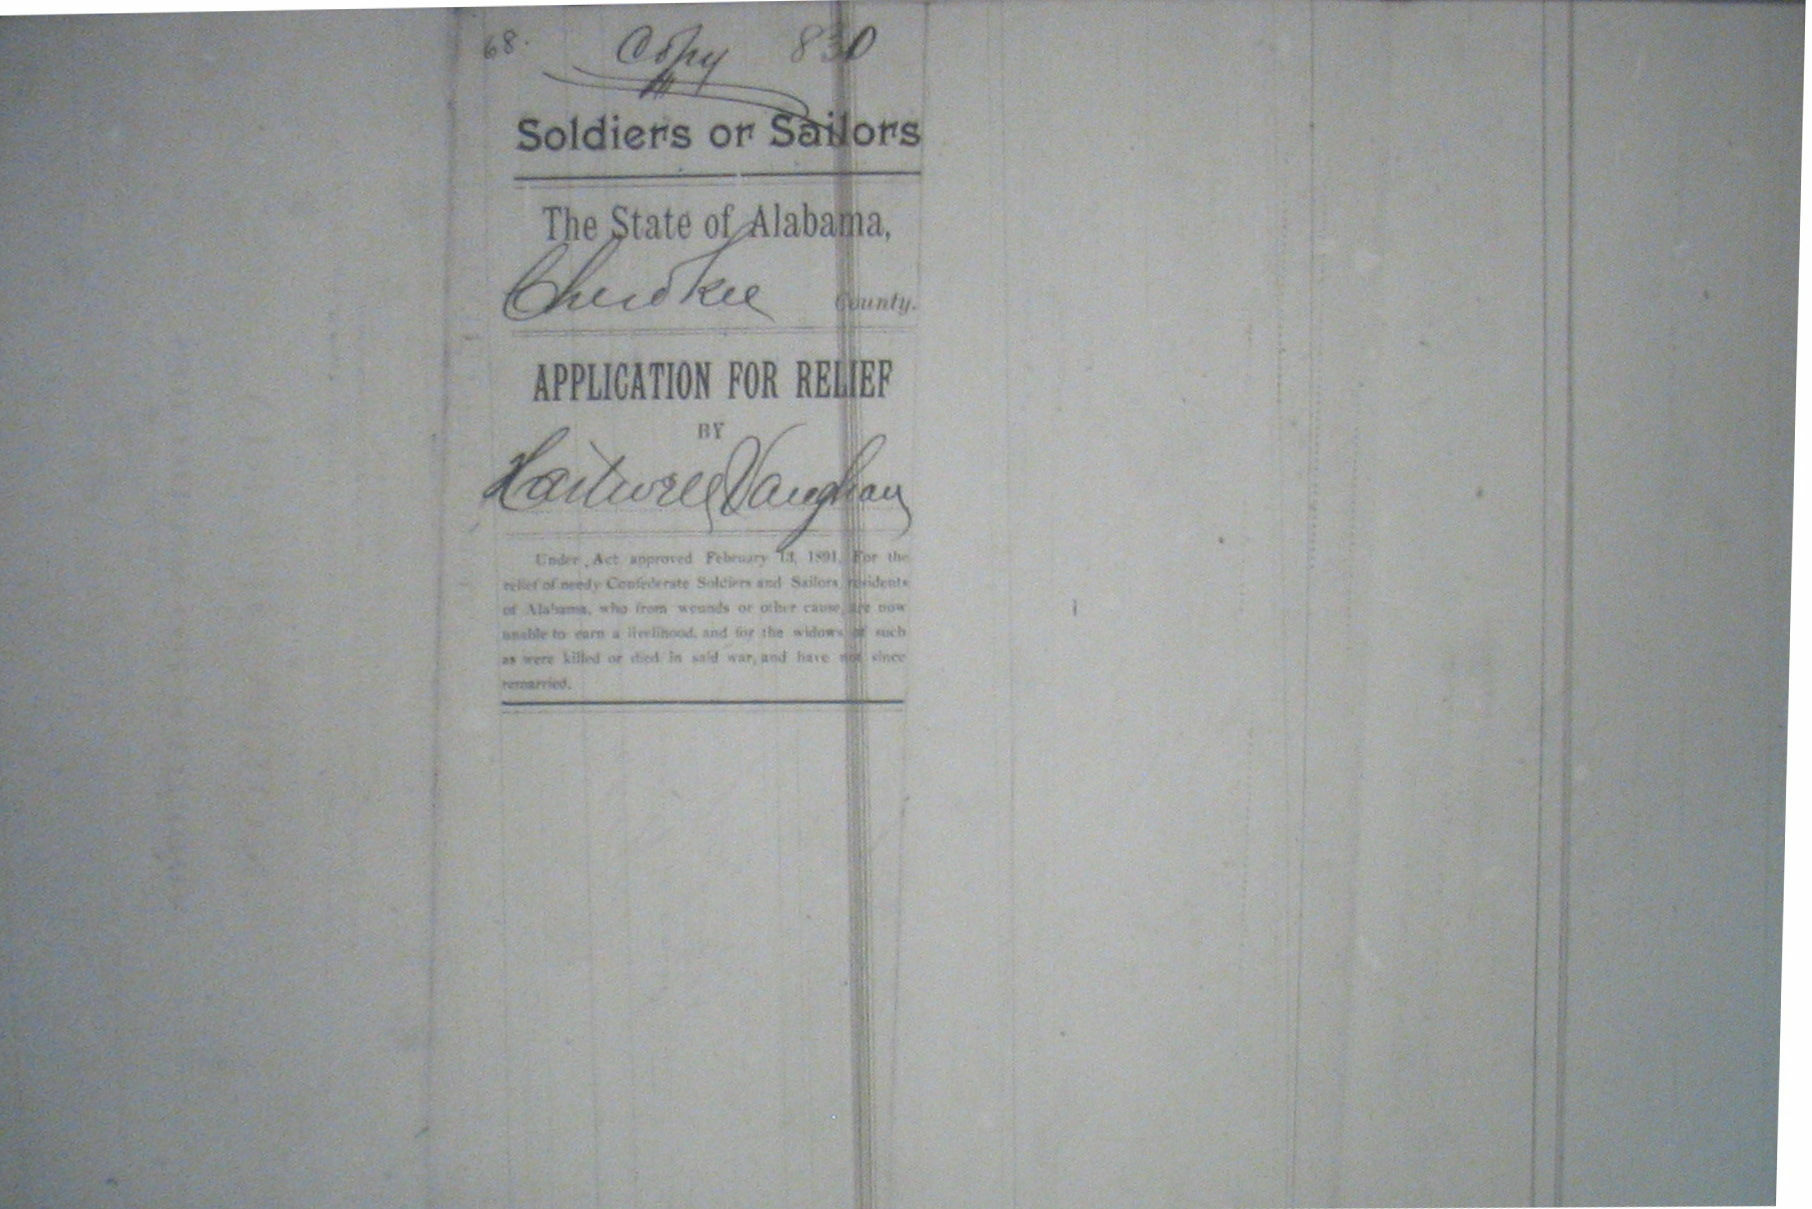 68. Copy 830
Soldiers or Sailors
The State of Alabama,
Cherokee County.
APPLICATION FOR RELIEF
BY
Hartwell Vaughan
Under Act approved February 13, 1891, For the
relief of needy Confederate Soldiers and Sailors, residents
of Alabama, who from wounds or other cause, are now
unable to earn a livelihood, and for the widows of such
as were killed or died in said war, and have not since
remarried.